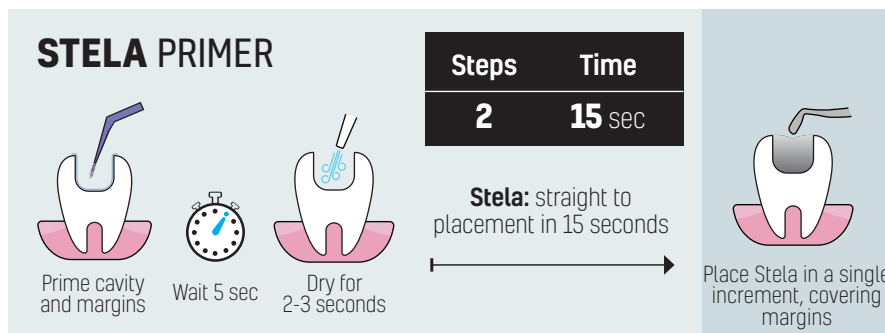 STELA PRIMER
Steps Time
2 15 sec
Prime cavity
and margins
Wait 5 sec
Dry for
2-3 seconds
Stela: straight to
placement in 15 seconds
Place Stela in a single
increment, covering
margins